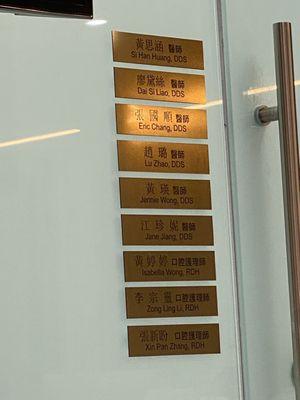 黃思涵 醫師
Si Han Huang, DDS
廖黛絲 醫師
Dai Si Liao, DDS
張國順 醫師
Eric Chang, DDS
趙璐 醫師
Lu Zhao, DDS
黃瑛 醫師
Jennie Wong, DDS
江珍妮 醫師
Jane Jiang, DDS
黃婷婷 口腔護理師
Isabella Wong, RDH
李宗靈 口腔護理師
Zong Ling Li, RDH
張新盼 口腔護理師
Xin Pan Zhang, RDH